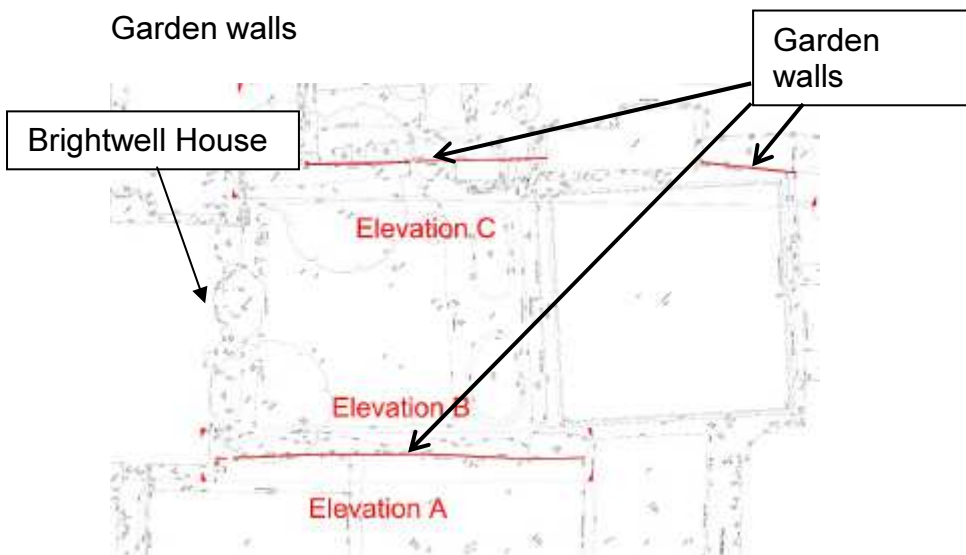 Garden walls
Garden
walls
Brightwell House
Elevation C
Elevation B
Elevation A